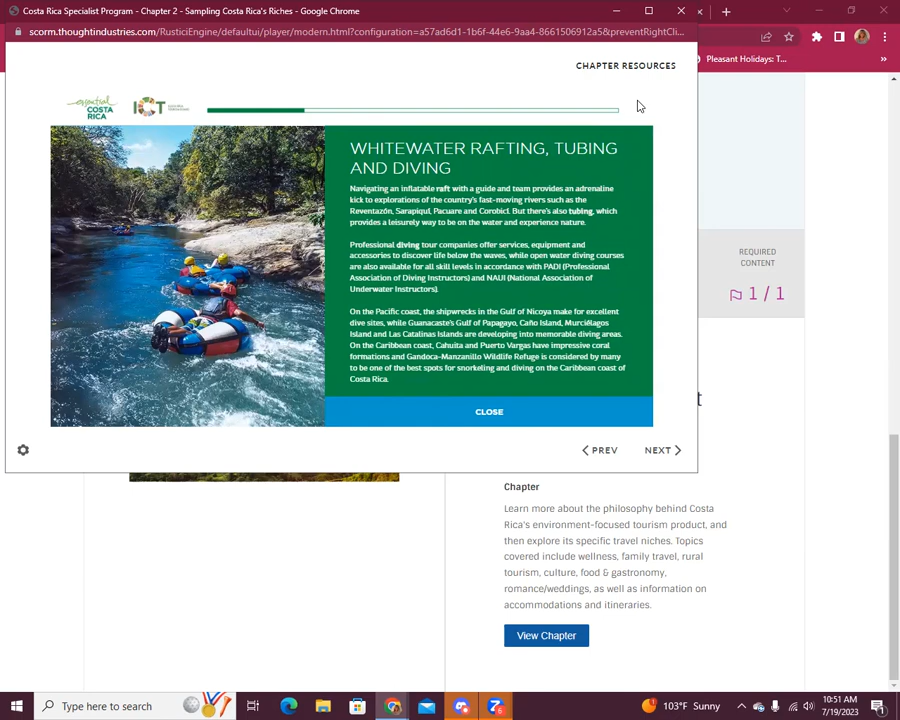 Costa Rica Specialist Program - Chapter 2 - Sampling Costa Rica's Riches - Google Chrome
scorm.thoughtindustries.com/RusticiEngine/defaultui/player/modern.html?configuration=a57ad6d1-1b6f-44e6-9aa4-8661506912a5&preventRightCli...
Pleasant Holidays: T...
CHAPTER RESOURCES
essential
COSTA
RICA
ICT
WHITEWATER RAFTING, TUBING
AND DIVING
Navigating an inflatable raft with a guide and team provides an adrenaline
kick to explorations of the country's fast-moving rivers such as the
Reventazón, Sarapiquí, Pacuare and Corobicí. But there's also tubing, which
provides a leisurely way to be on the water and experience nature.
Professional diving tour companies offer services, equipment and
accessories to discover life below the waves, while open water diving courses
are also available for all skill levels in accordance with PADI (Professional
Association of Diving Instructors) and NAUI (National Association of
Underwater Instructors).
On the Pacific coast, the shipwrecks in the Gulf of Nicoya make for excellent
dive sites, while Guanacaste's Gulf of Papagayo, Caño Island, Murciélagos
Island and Las Catalinas Islands are developing into memorable diving areas.
On the Caribbean coast, Cahuita and Puerto Vargas have impressive coral
formations and Gandoca-Manzanillo Wildlife Refuge is considered by many
to be one of the best spots for snorkeling and diving on the Caribbean coast of
Costa Rica.
CLOSE
PREV
NEXT
REQUIRED
CONTENT
1 / 1
t
Chapter
Learn more about the philosophy behind Costa
Rica's environment-focused tourism product, and
then explore its specific travel niches. Topics
covered include wellness, family travel, rural
tourism, culture, food & gastronomy,
romance/weddings, as well as information on
accommodations and itineraries.
View Chapter
Type here to search
103°F Sunny
10:51 AM
7/19/2023
1